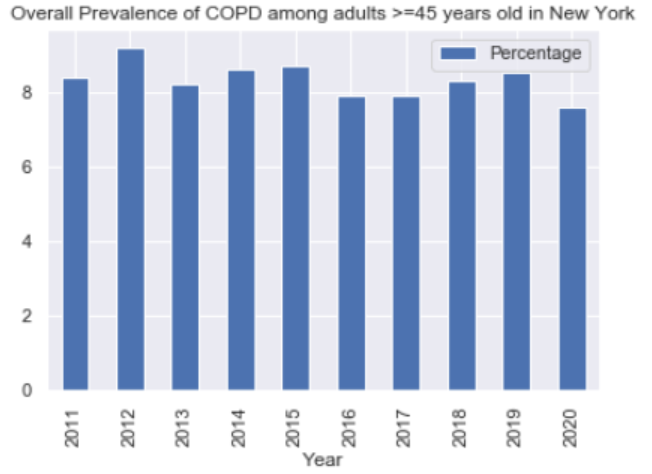 Overall Prevalence of COPD among adults >=45 years old in New York
Percentage
8
6
4
2
0
2011 2012 2013 2014 2015 2016 2017 2018 2019 2020
Year